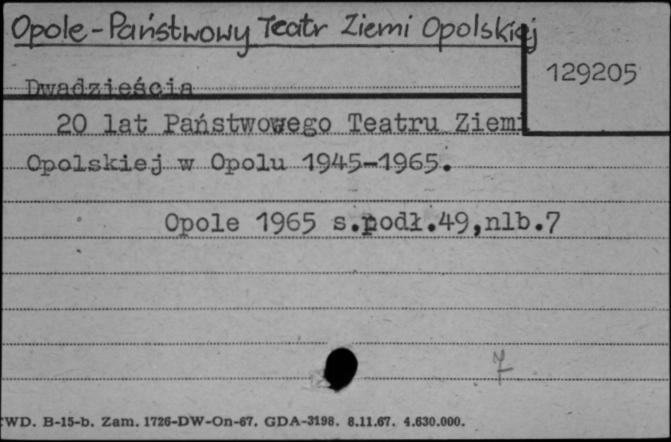 Opole-Państwowy Teatr Ziemi Opolskiej
129205
Dwadzieścia
20 lat Państwowego Teatru Ziemi
Opolskiej w Opolu 1945-1965.
Opole 1965 s.podł.49,nlb.7
7
WD. B-15-b. Zam. 1726-DW-On-67. GDA-3198. 8.11.67. 4.630.000.